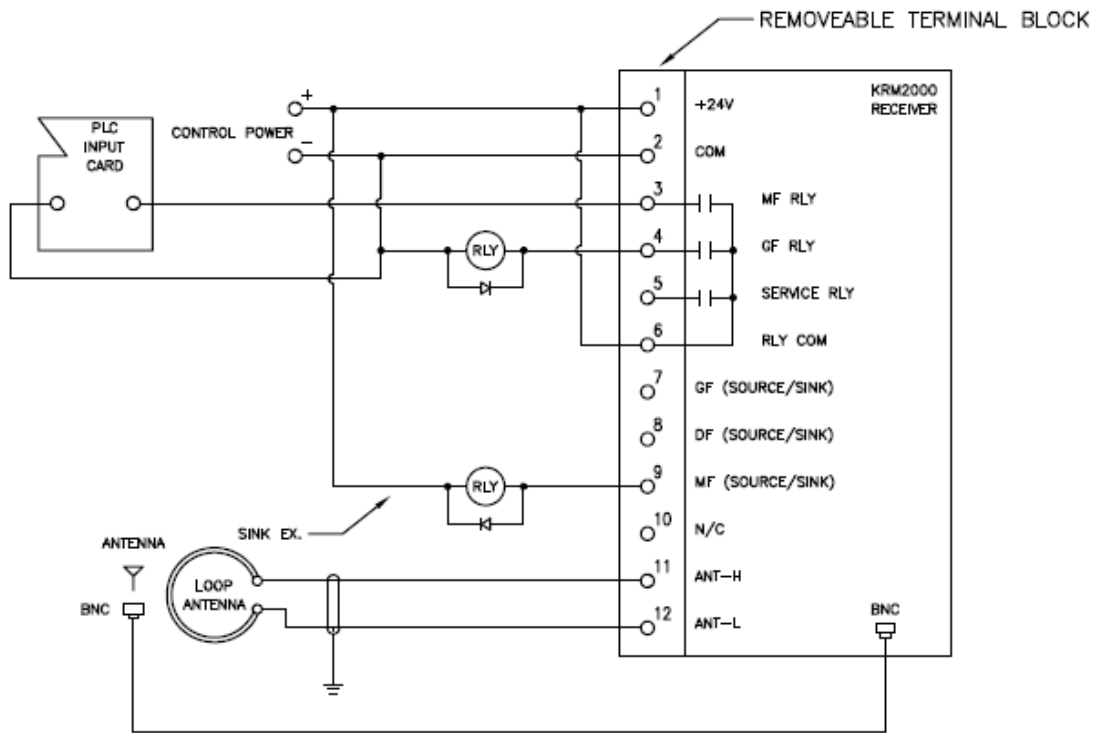 REMOVEABLE TERMINAL BLOCK
KRM2000
RECEIVER
PLC
INPUT
CARD
CONTROL POWER
+
-
1
+24V
2
COM
3
MF RLY
RLY
4
GF RLY
5
SERVICE RLY
6
RLY COM
7
GF (SOURCE/SINK)
8
DF (SOURCE/SINK)
RLY
9
MF (SOURCE/SINK)
SINK EX.
10
N/C
ANTENNA
BNC
LOOP
ANTENNA
11
ANT-H
12
ANT-L
BNC